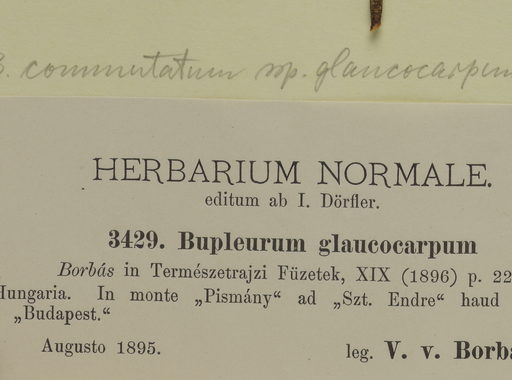 B. commutatum ssp. glaucocarpum
HERBARIUM NORMALE.
editum ab I. Dörfler.
3429. Bupleurum glaucocarpum
Borbás in Természetrajzi Füzetek, XIX (1896) p. 22
Hungaria. In monte „Pismány“ ad „Szt. Endre“ haud
„Budapest.“
Augusto 1895.
leg. V. v. Borbá